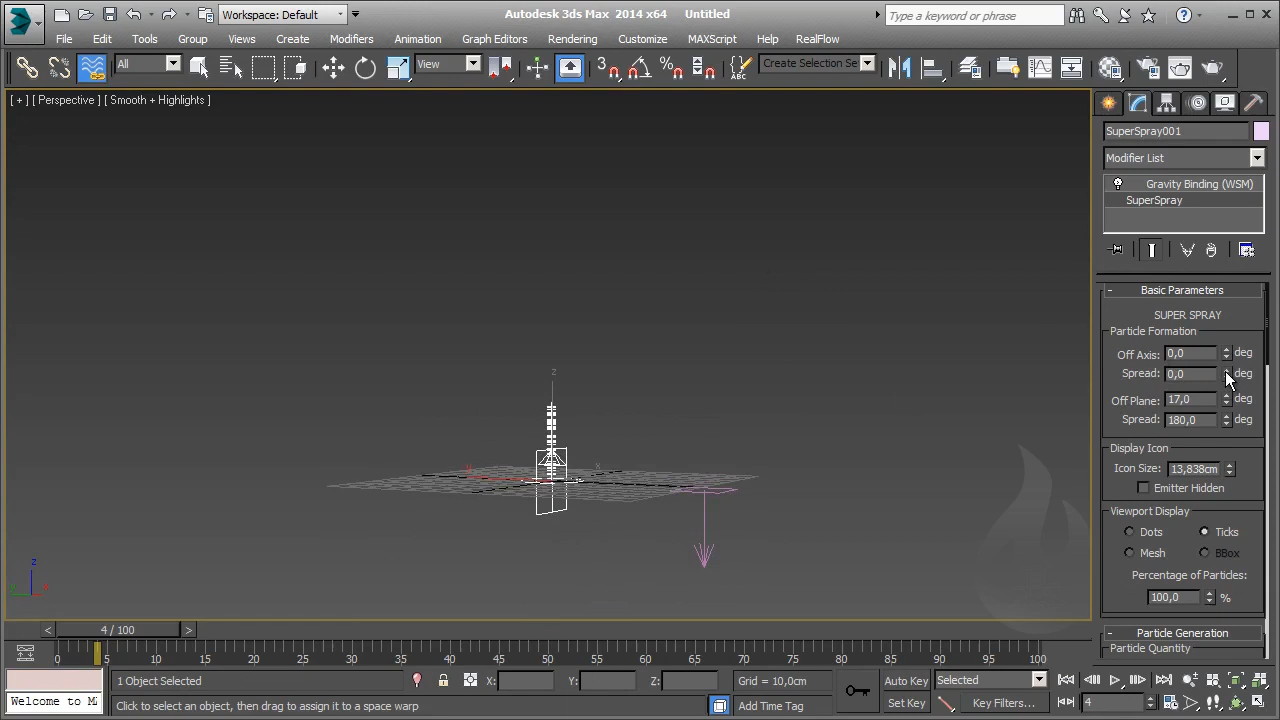 Workspace: Default
Autodesk 3ds Max 2014 x64 Untitled
Type a keyword or phrase
File Edit Tools Group Views Create Modifiers Animation Graph Editors Rendering Customize MAXScript Help RealFlow
All
View
3
Create Selection Se
[ + ] [ Perspective ] [ Smooth + Highlights ]
SuperSpray001
Modifier List
Gravity Binding (WSM)
SuperSpray
- Basic Parameters
SUPER SPRAY
Particle Formation
Off Axis: 0,0 deg
Spread: 0,0 deg
Off Plane: 17,0 deg
Spread: 180,0 deg
Display Icon
Icon Size: 13,838cm
Emitter Hidden
Viewport Display
Dots Ticks
Mesh BBox
Percentage of Particles:
100,0 %
- Particle Generation
Particle Quantity
z
x
z
x
< 4 / 100 >
0 5 10 15 20 25 30 35 40 45 50 55 60 65 70 75 80 85 90 95 100
1 Object Selected
X: Y: Z:
Grid = 10,0cm
Auto Key
Selected
Welcome to M
Click to select an object, then drag to assign it to a space warp
Add Time Tag
Set Key
Key Filters...
4